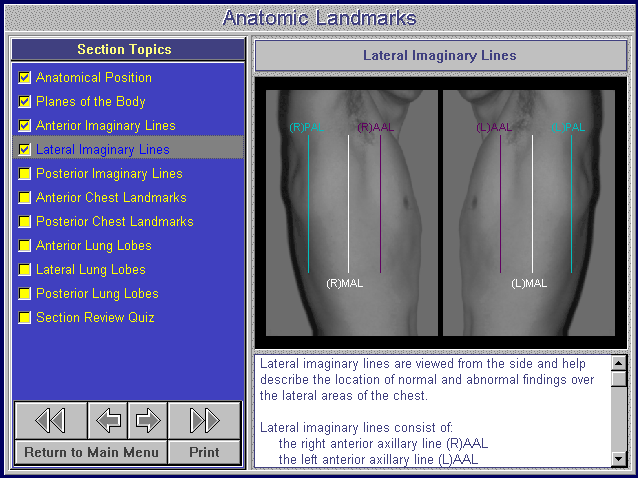 Anatomic Landmarks
Section Topics
Anatomical Position
Planes of the Body
Anterior Imaginary Lines
Lateral Imaginary Lines
Posterior Imaginary Lines
Anterior Chest Landmarks
Posterior Chest Landmarks
Anterior Lung Lobes
Lateral Lung Lobes
Posterior Lung Lobes
Section Review Quiz
Return to Main Menu
Print
Lateral Imaginary Lines
(R)PAL
(R)AAL
(L)AAL
(L)PAL
(R)MAL
(L)MAL
Lateral imaginary lines are viewed from the side and help
describe the location of normal and abnormal findings over
the lateral areas of the chest.
Lateral imaginary lines consist of:
the right anterior axillary line (R)AAL
the left anterior axillary line (L)AAL